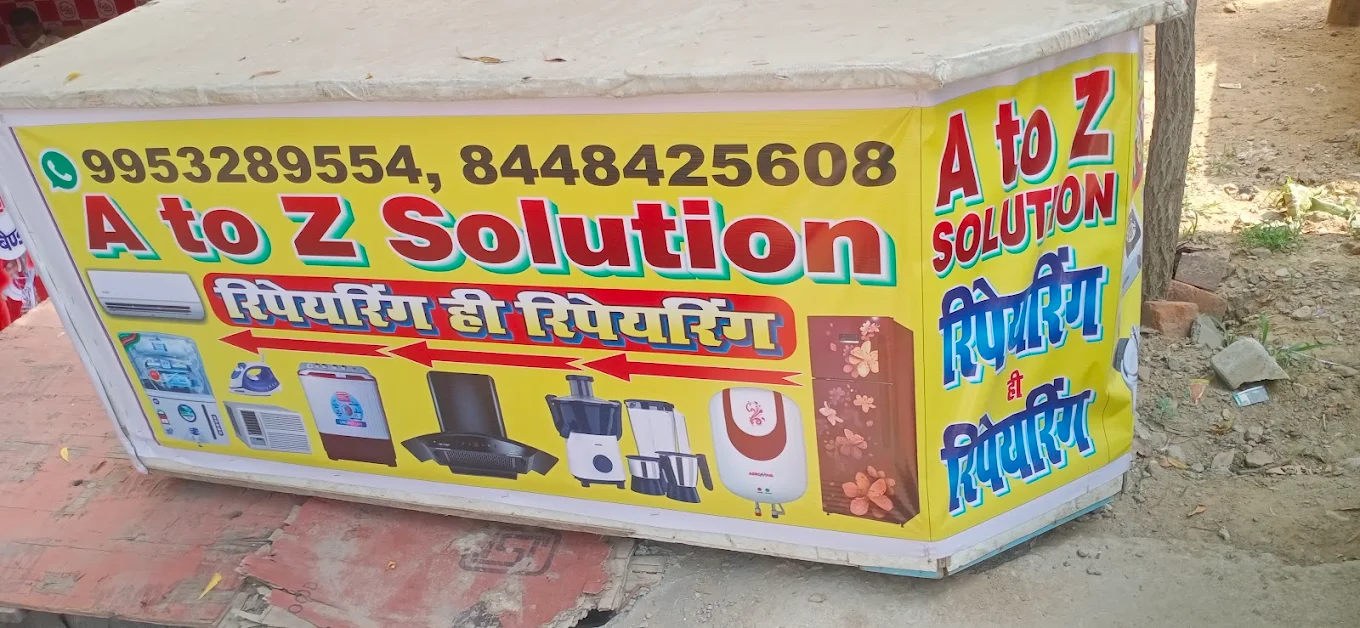 9953289554, 8448425608
A to Z Solution
रिपेयरिंग ही रिपेयरिंग
A to Z
SOLUTION
रिपेयरिंग
ही
रिपेयरिंग